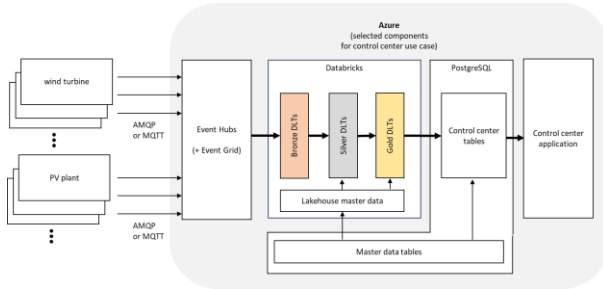 Azure
(selected components
for control center use case)
wind turbine
AMQP
or MQTT
PV plant
AMQP
or MQTT
Event Hubs
(+ Event Grid)
Databricks
Bronze DLTs
Silver DLTs
Gold DLTs
Lakehouse master data
PostgreSQL
Control center
tables
Master data tables
Control center
application